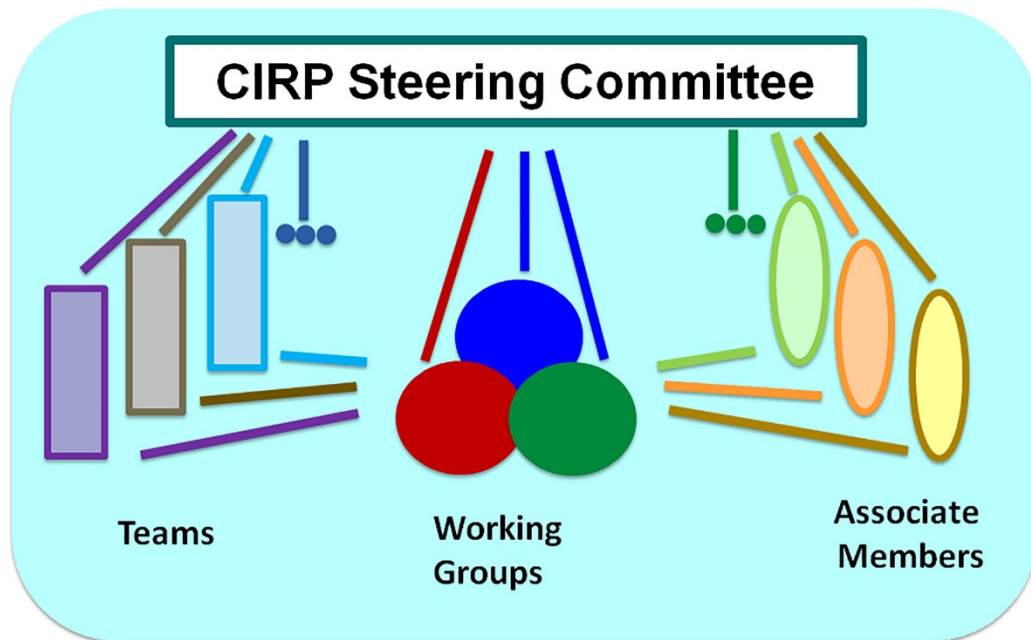 CIRP Steering Committee
Teams
Working
Groups
Associate
Members